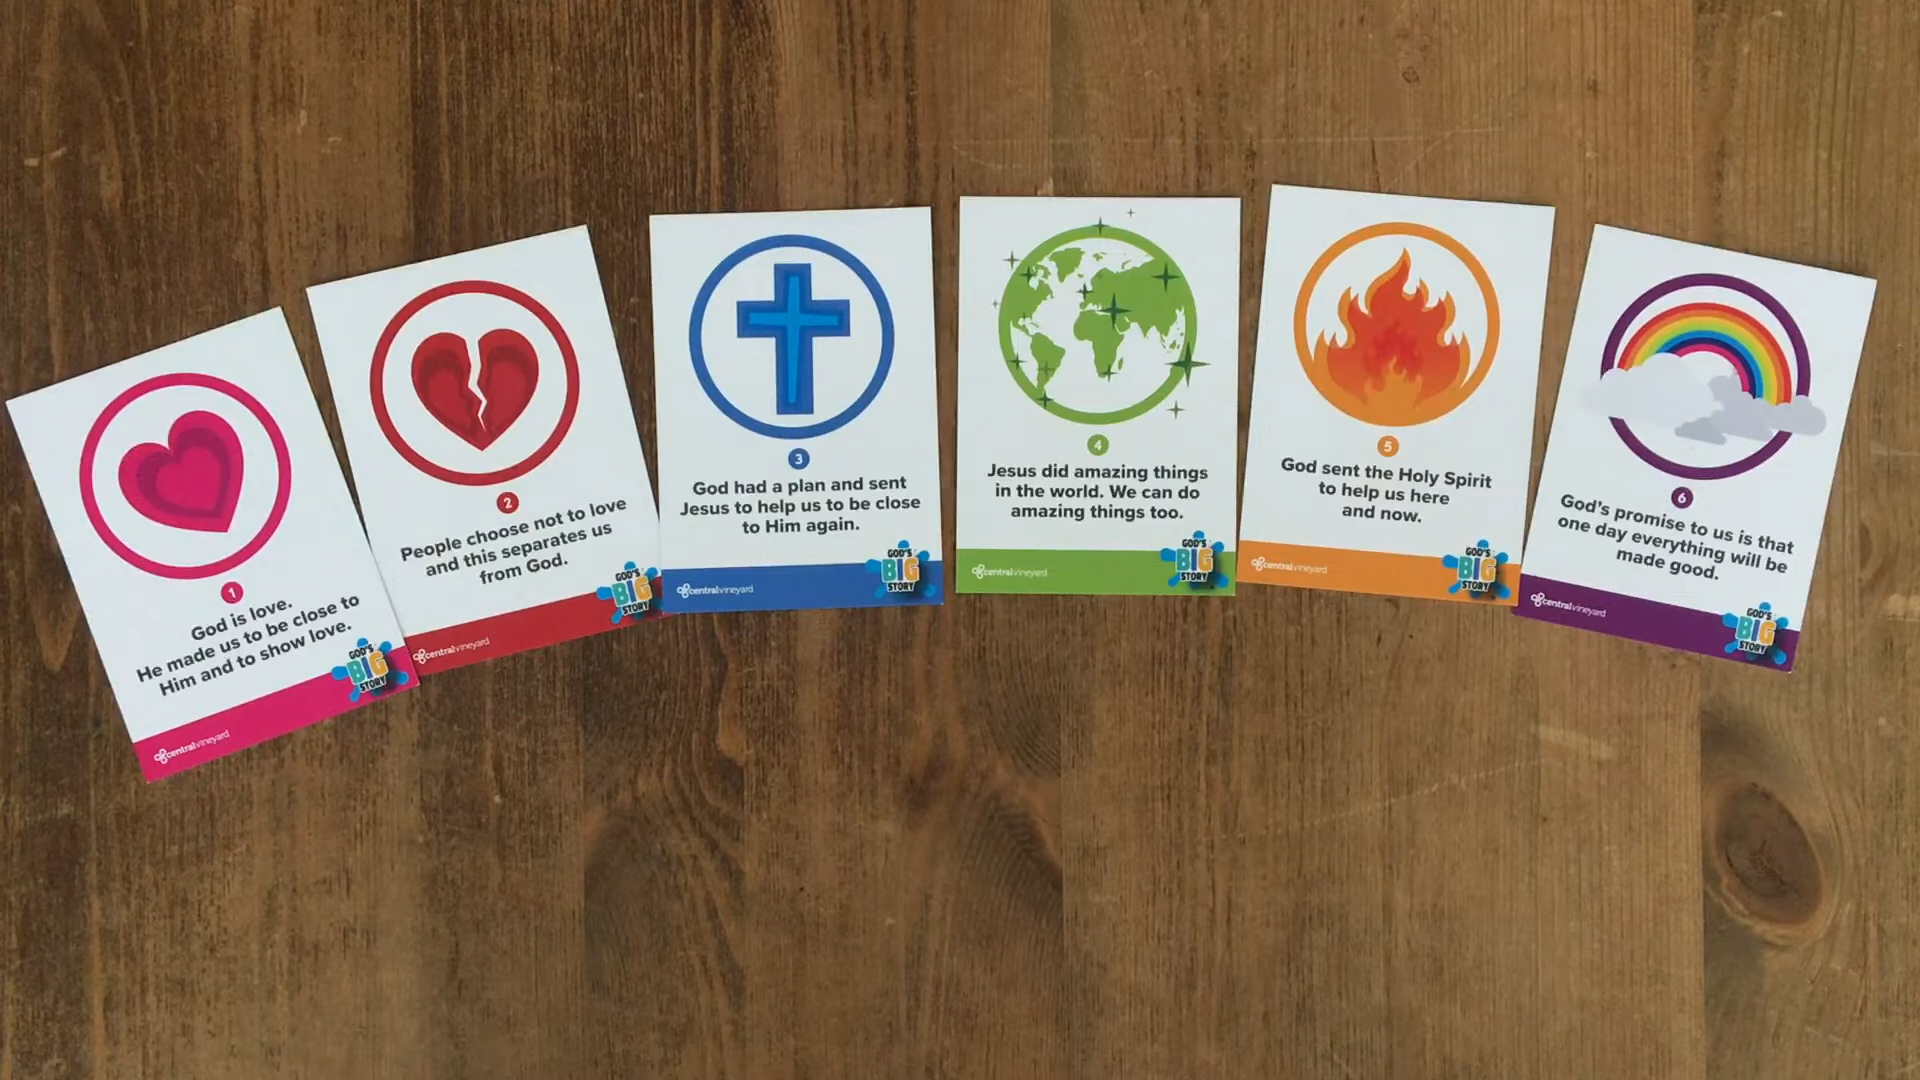 1
God is love.
He made us to be close to
Him and to show love.
GOD'S
BIG
STORY
centralvineyard
2
People choose not to love
and this separates us
from God.
GOD'S
BIG
STORY
centralvineyard
3
God had a plan and sent
Jesus to help us to be close
to Him again.
GOD'S
BIG
STORY
centralvineyard
4
Jesus did amazing things
in the world. We can do
amazing things too.
GOD'S
BIG
STORY
centralvineyard
5
God sent the Holy Spirit
to help us here
and now.
GOD'S
BIG
STORY
centralvineyard
6
God's promise to us is that
one day everything will be
made good.
GOD'S
BIG
STORY
centralvineyard